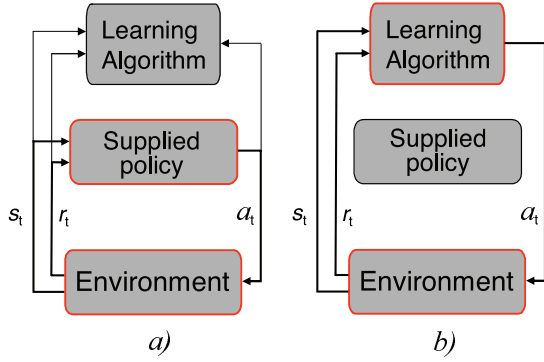 Learning
Algorithm
Supplied
policy
s_t
r_t
a_t
Environment
a)
Learning
Algorithm
Supplied
policy
s_t
r_t
a_t
Environment
b)